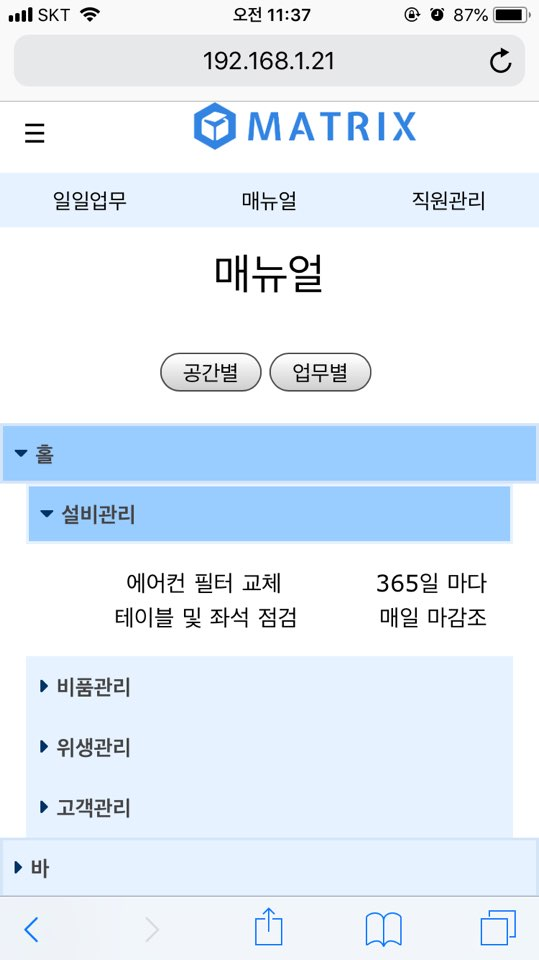 SKT 오전 11:37 87%
192.168.1.21
☰ MATRIX
일일업무 매뉴얼 직원관리
매뉴얼
공간별 업무별
홀
설비관리
에어컨 필터 교체 365일 마다
테이블 및 좌석 점검 매일 마감조
비품관리
위생관리
고객관리
바